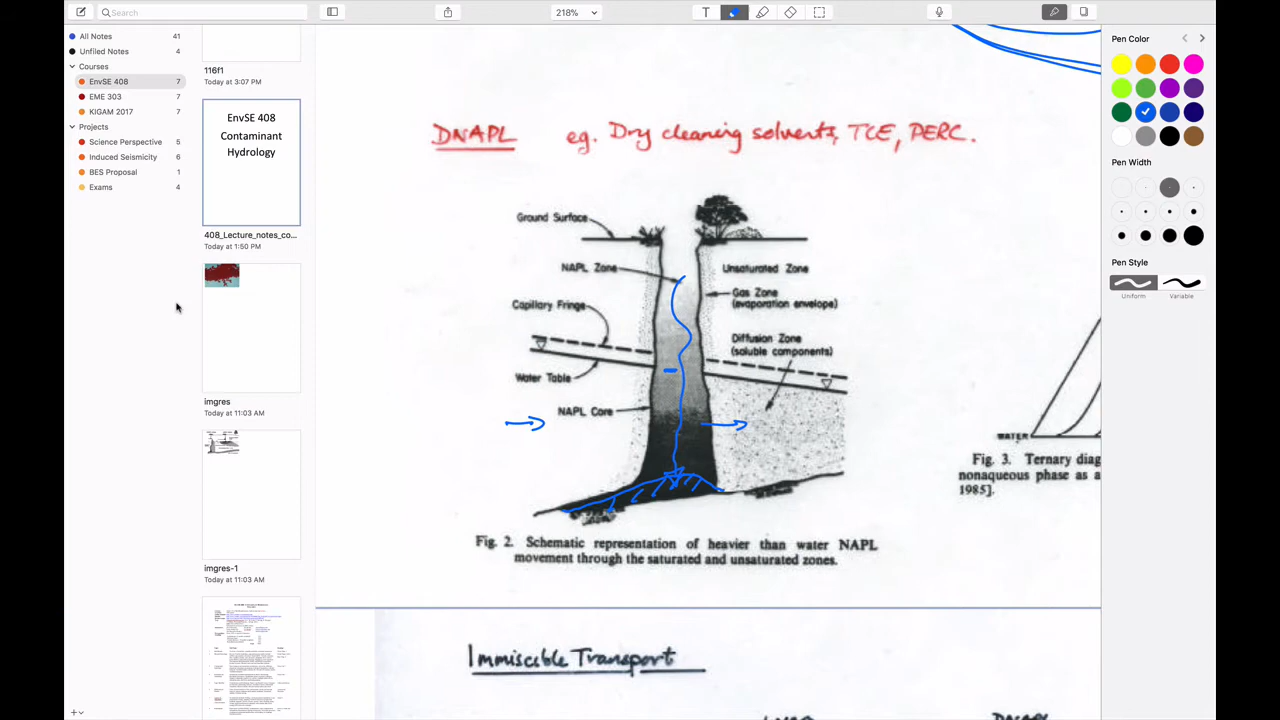 Search
218%
T
All Notes 41
Unfiled Notes 4
Courses
EnvSE 408 7
EME 303 7
KIGAM 2017 7
Projects
Science Perspective 5
Induced Seismicity 6
BES Proposal 1
Exams 4
116f1
Today at 3:07 PM
EnvSE 408
Contaminant
Hydrology
408_Lecture_notes_co...
Today at 1:50 PM
imgres
Today at 11:03 AM
imgres-1
Today at 11:03 AM
DNAPL eg. Dry cleaning solvents, TCE, PERC.
Ground Surface
NAPL Zone
Unsaturated Zone
Capillary Fringe
Gas Zone
(evaporation envelope)
Diffusion Zone
(soluble components)
Water Table
NAPL Core
Fig. 2. Schematic representation of heavier than water NAPL
movement through the saturated and unsaturated zones.
WATER
Fig. 3. Ternary diag
nonaqueous phase as a
1985].
Immiscible Transport
Pen Color
Pen Width
Pen Style
Uniform
Variable